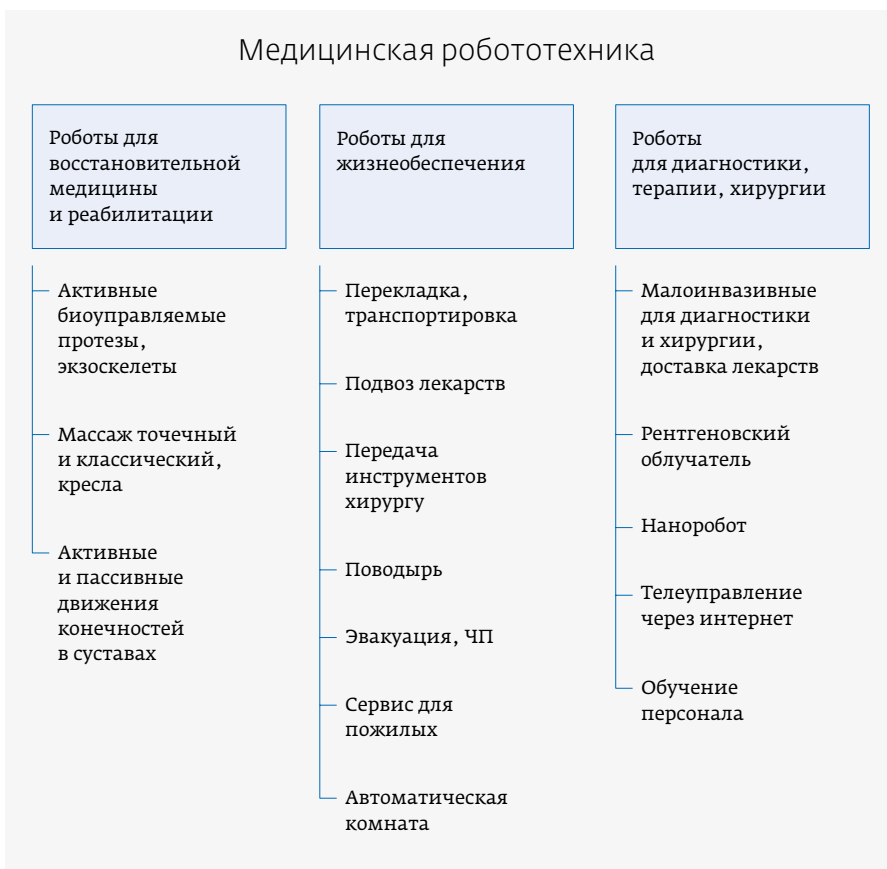 Медицинская робототехника
Роботы для
восстановительной
медицины
и реабилитации
Активные
биоуправляемые
протезы,
экзоскелеты
Массаж точечный
и классический,
кресла
Активные
и пассивные
движения
конечностей
в суставах
Роботы для
жизнеобеспечения
Перекладка,
транспортировка
Подвоз лекарств
Передача
инструментов
хирургу
Поводырь
Эвакуация, ЧП
Сервис для
пожилых
Автоматическая
комната
Роботы
для диагностики,
терапии, хирургии
Малоинвазивные
для диагностики
и хирургии,
доставка лекарств
Рентгеновский
облучатель
Наноробот
Телеуправление
через интернет
Обучение
персонала